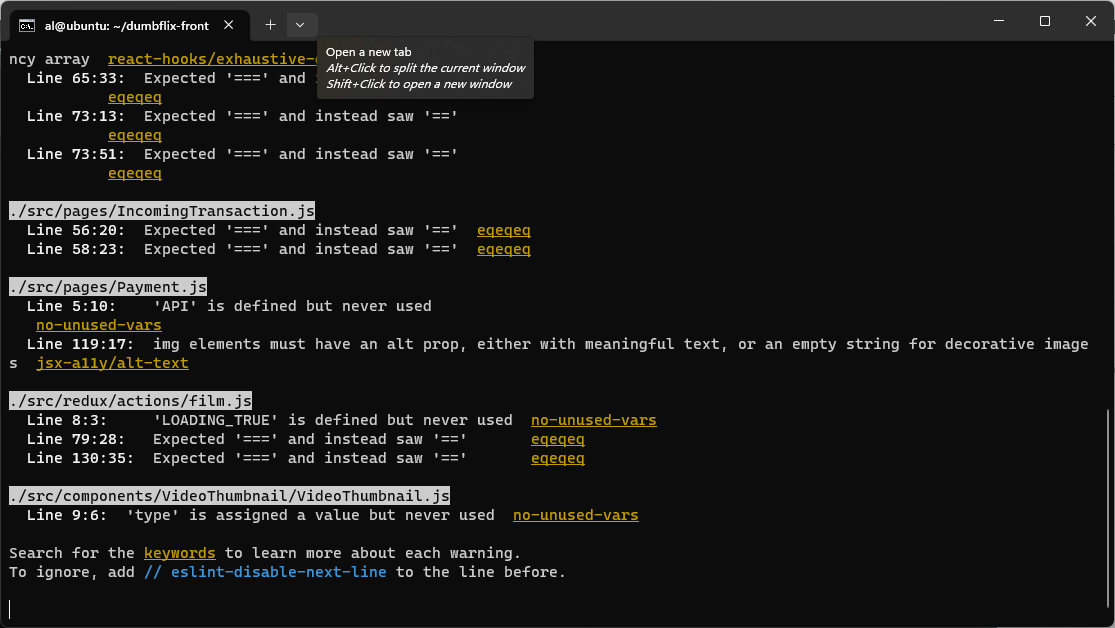 al@ubuntu: ~/dumbflix-front
Open a new tab
Alt+Click to split the current window
Shift+Click to open a new window
ncy array  react-hooks/exhaustive-
  Line 65:33:  Expected '===' and
           eqeqeq
  Line 73:13:  Expected '===' and instead saw '=='
           eqeqeq
  Line 73:51:  Expected '===' and instead saw '=='
           eqeqeq
./src/pages/IncomingTransaction.js
  Line 56:20:  Expected '===' and instead saw '=='  eqeqeq
  Line 58:23:  Expected '===' and instead saw '=='  eqeqeq
./src/pages/Payment.js
  Line 5:10:    'API' is defined but never used
   no-unused-vars
  Line 119:17:  img elements must have an alt prop, either with meaningful text, or an empty string for decorative image
s  jsx-a11y/alt-text
./src/redux/actions/film.js
  Line 8:3:     'LOADING_TRUE' is defined but never used  no-unused-vars
  Line 79:28:   Expected '===' and instead saw '=='       eqeqeq
  Line 130:35:  Expected '===' and instead saw '=='       eqeqeq
./src/components/VideoThumbnail/VideoThumbnail.js
  Line 9:6:  'type' is assigned a value but never used  no-unused-vars
Search for the keywords to learn more about each warning.
To ignore, add // eslint-disable-next-line to the line before.